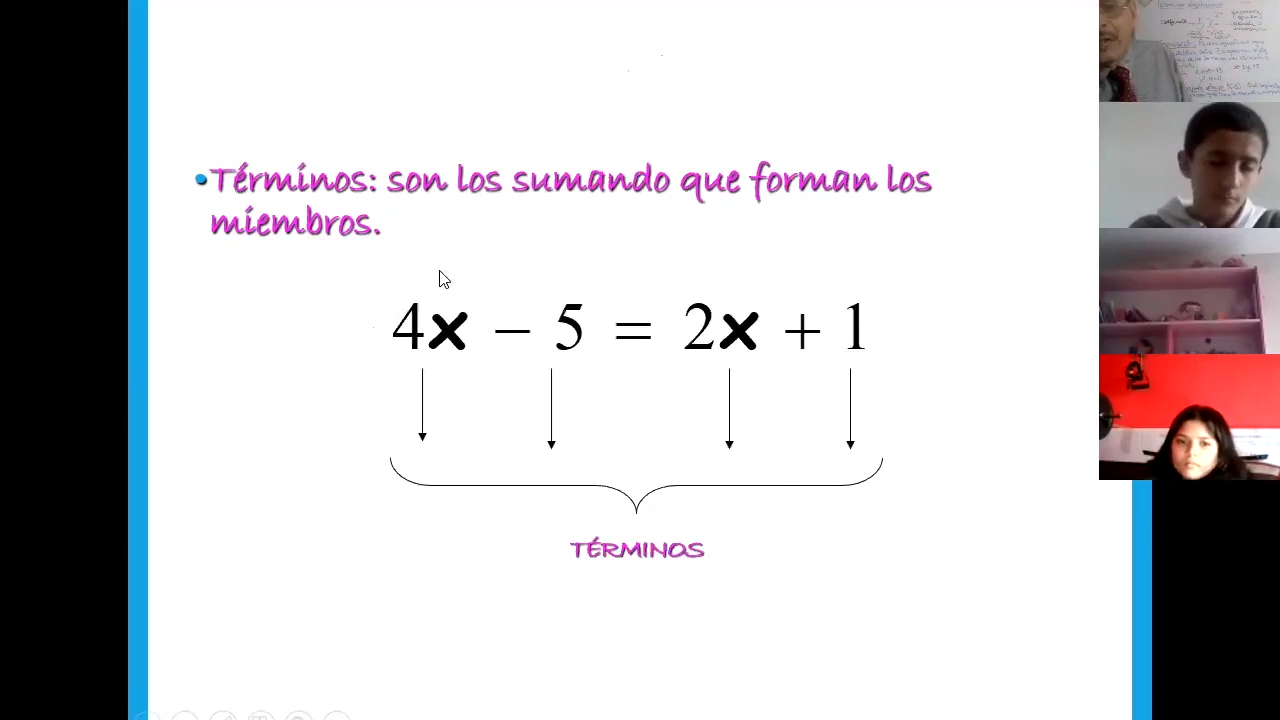 •Términos: son los sumando que forman los
miembros.
4x − 5 = 2x + 1
TÉRMINOS